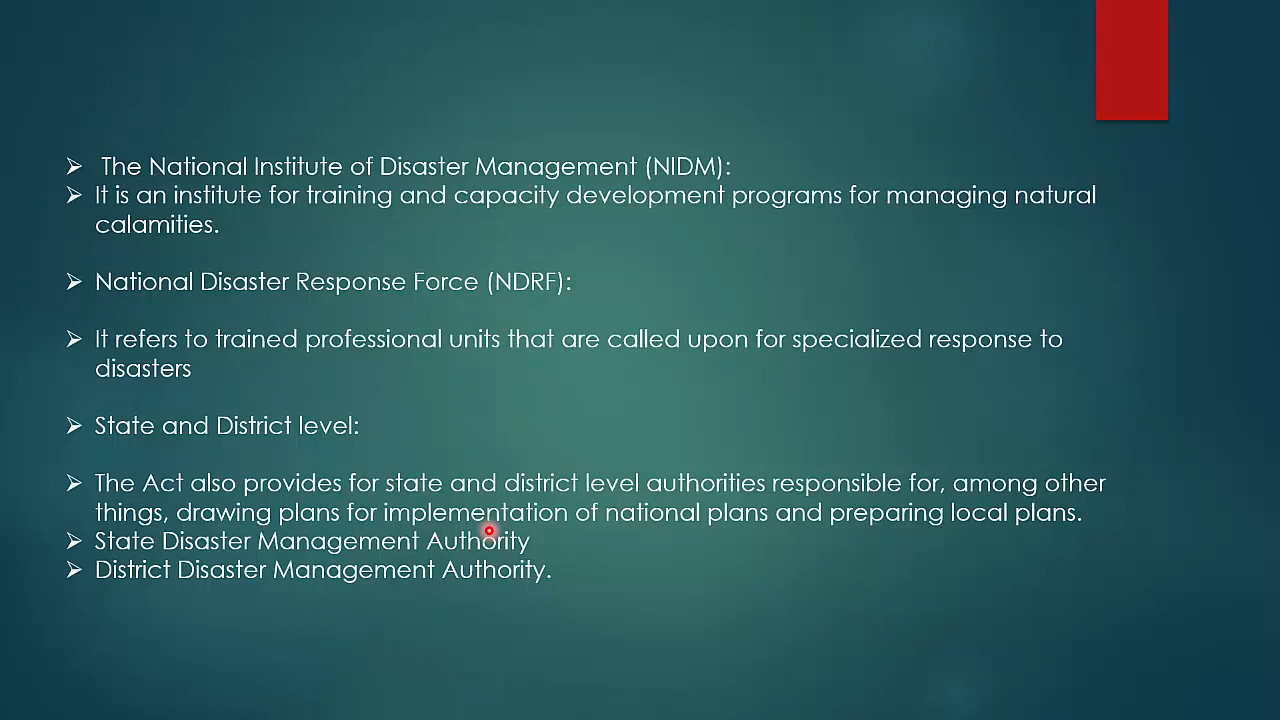 ➢ The National Institute of Disaster Management (NIDM):
➢ It is an institute for training and capacity development programs for managing natural
calamities.
➢ National Disaster Response Force (NDRF):
➢ It refers to trained professional units that are called upon for specialized response to
disasters
➢ State and District level:
➢ The Act also provides for state and district level authorities responsible for, among other
things, drawing plans for implementation of national plans and preparing local plans.
➢ State Disaster Management Authority
➢ District Disaster Management Authority.